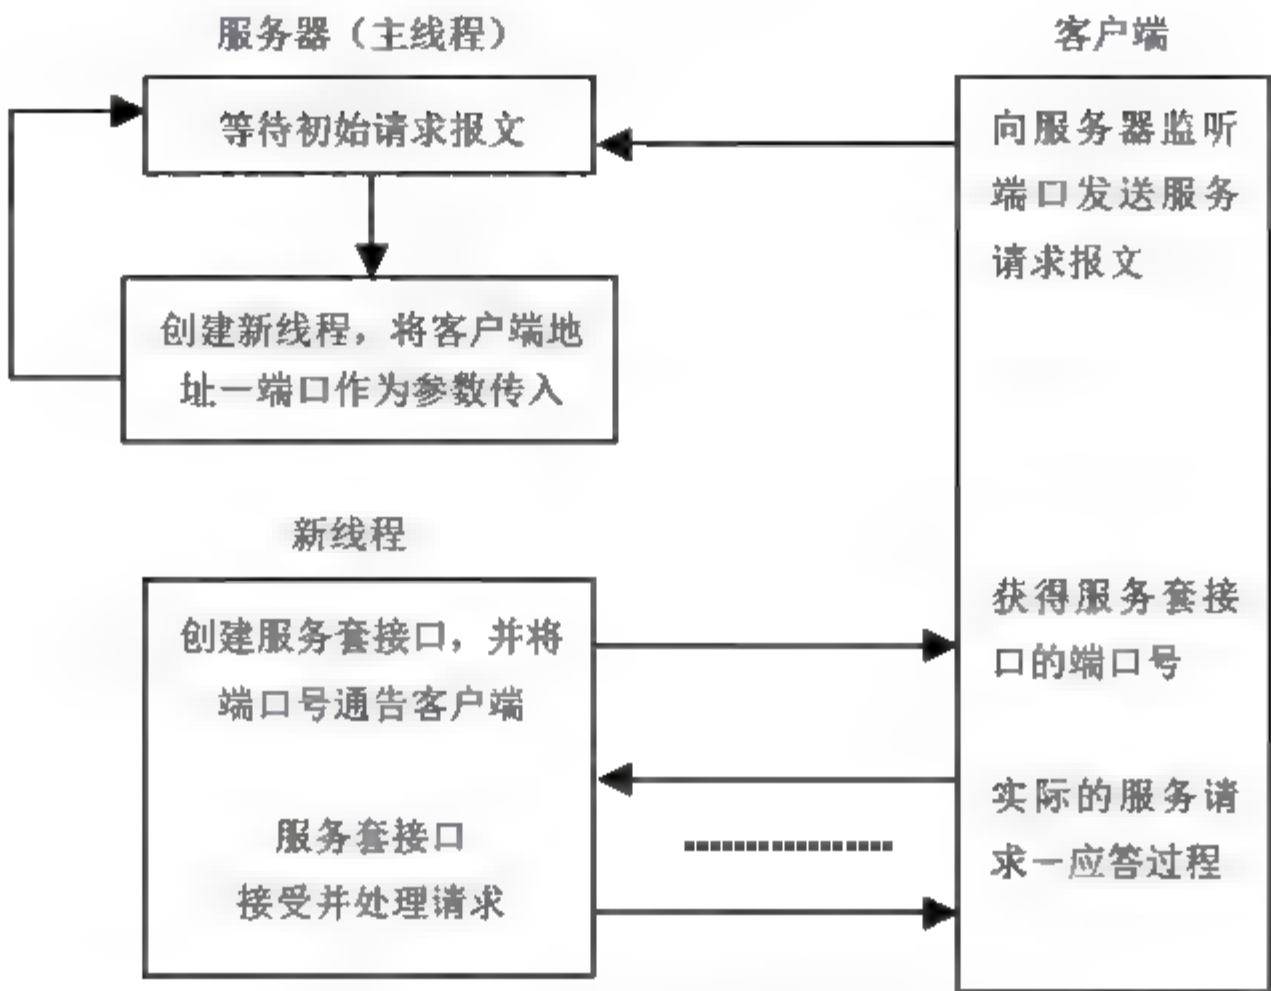 服务器（主线程）
等待初始请求报文
创建新线程，将客户端地
址－端口作为参数传入
新线程
创建服务套接口，并将
端口号通告客户端
服务套接口
接受并处理请求
客户端
向服务器监听
端口发送服务
请求报文
获得服务套接
口的端口号
实际的服务请
求－应答过程